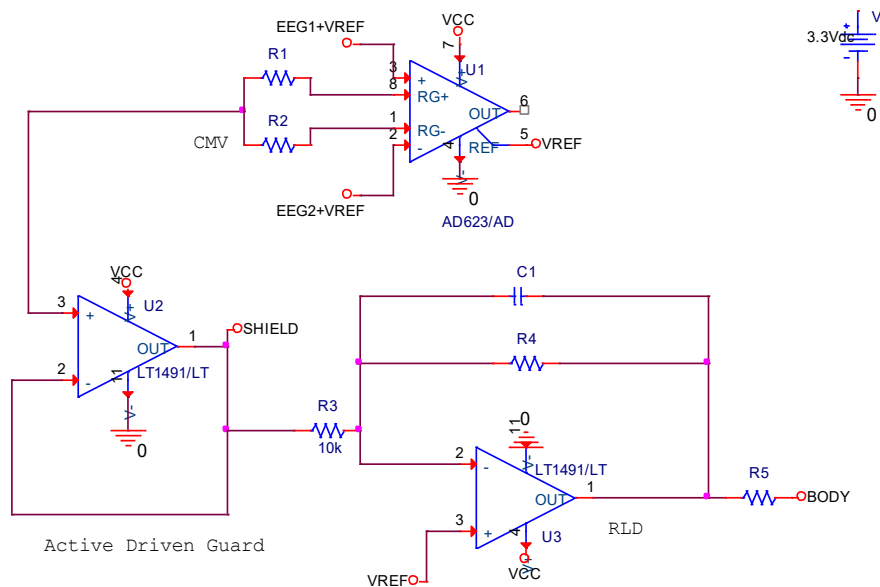 EEG1+VREF
VCC
V
3.3Vdc
+
-
0
R1
R2
CMV
7
U1
V+
3
+
8
RG+
1
RG-
2
-
OUT
6
REF
5
VREF
4
V-
0
EEG2+VREF
AD623/AD
VCC
4
U2
V+
3
+
OUT
1
SHIELD
2
-
11
LT1491/LT
V-
0
C1
R4
R3
10k
11
0
V-
LT1491/LT
2
-
OUT
1
3
+
4
U3
V+
VCC
VREF
RLD
R5
BODY
Active Driven Guard